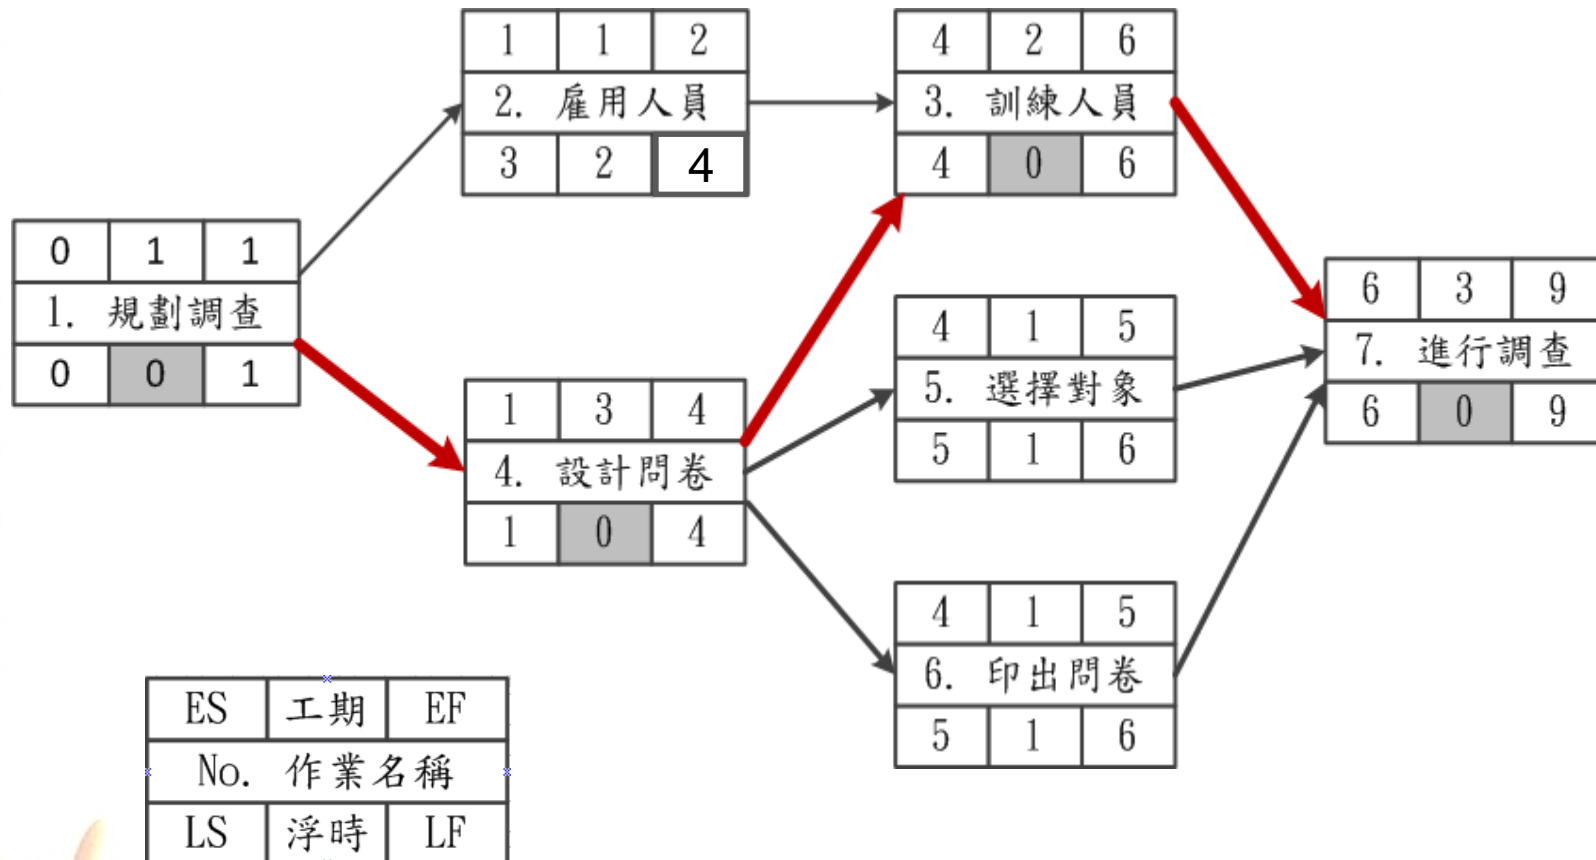 1 1 2
2. 雇用人員
3 2 4
4 2 6
3. 訓練人員
4 0 6
0 1 1
1. 規劃調查
0 0 1
1 3 4
4. 設計問卷
1 0 4
4 1 5
5. 選擇對象
5 1 6
4 1 5
6. 印出問卷
5 1 6
6 3 9
7. 進行調查
6 0 9
ES 工期 EF
No. 作業名稱
LS 浮時 LF